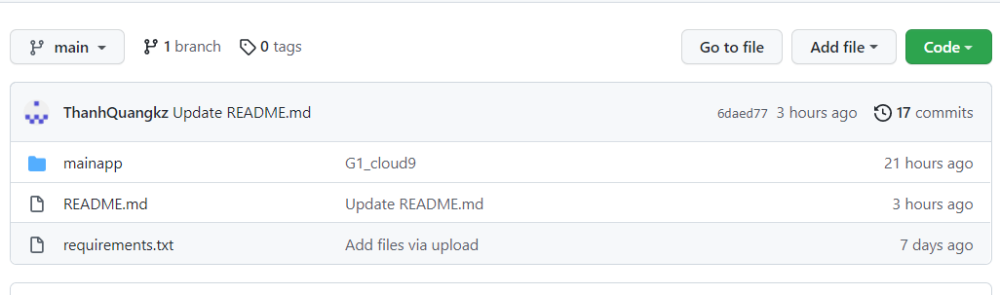 main 1 branch 0 tags Go to file Add file Code
ThanhQuangkz Update README.md 6daed77 3 hours ago 17 commits
mainapp G1_cloud9 21 hours ago
README.md Update README.md 3 hours ago
requirements.txt Add files via upload 7 days ago